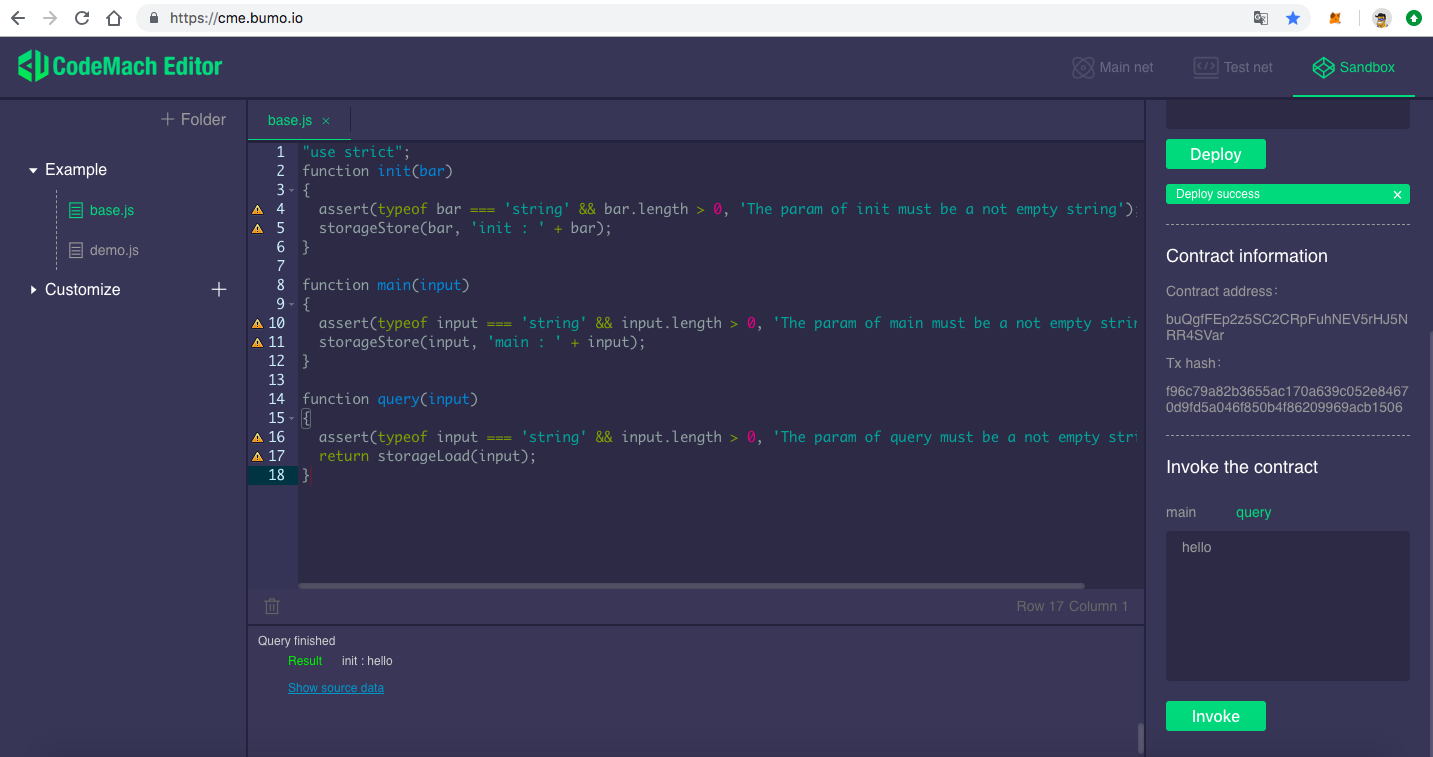 https://cme.bumo.io
CodeMach Editor
Main net
Test net
Sandbox
+ Folder
Example
base.js
demo.js
Customize
base.js ×
1 "use strict";
2 function init(bar)
3 {
4 assert(typeof bar === 'string' && bar.length > 0, 'The param of init must be a not empty string');
5 storageStore(bar, 'init : ' + bar);
6 }
7
8 function main(input)
9 {
10 assert(typeof input === 'string' && input.length > 0, 'The param of main must be a not empty strin
11 storageStore(input, 'main : ' + input);
12 }
13
14 function query(input)
15 {
16 assert(typeof input === 'string' && input.length > 0, 'The param of query must be a not empty stri
17 return storageLoad(input);
18 }
Row 17 Column 1
Query finished
Result init : hello
Show source data
Deploy
Deploy success ×
Contract information
Contract address:
buQgfFEp2z5SC2CRpFuhNEV5rHJ5N
RR4SVar
Tx hash:
f96c79a82b3655ac170a639c052e8467
0d9fd5a046f850b4f86209969acb1506
Invoke the contract
main query
hello
Invoke